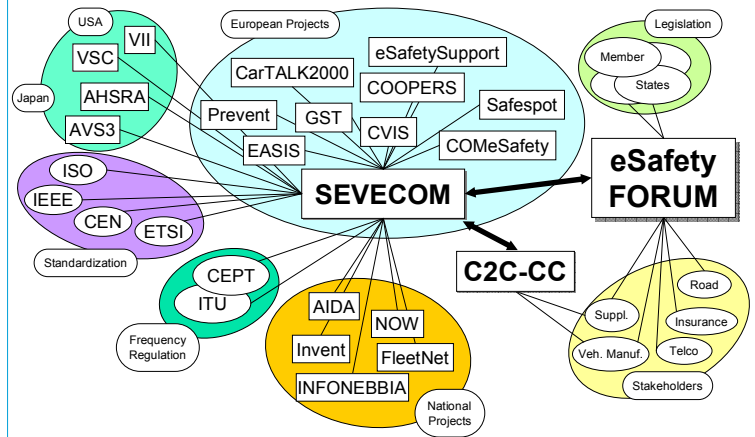 USA
VII
VSC
Japan
AHSRA
AVS3
European Projects
eSafetySupport
CarTALK2000
COOPERS
Prevent
GST
Safespot
CVIS
EASIS
COMeSafety
Legislation
Member
States
ISO
IEEE
CEN
ETSI
Standardization
SEVECOM
eSafety
FORUM
C2C-CC
CEPT
ITU
Frequency
Regulation
AIDA
NOW
Invent
FleetNet
INFONEBBIA
National
Projects
Road
Suppl.
Insurance
Veh. Manuf.
Telco
Stakeholders